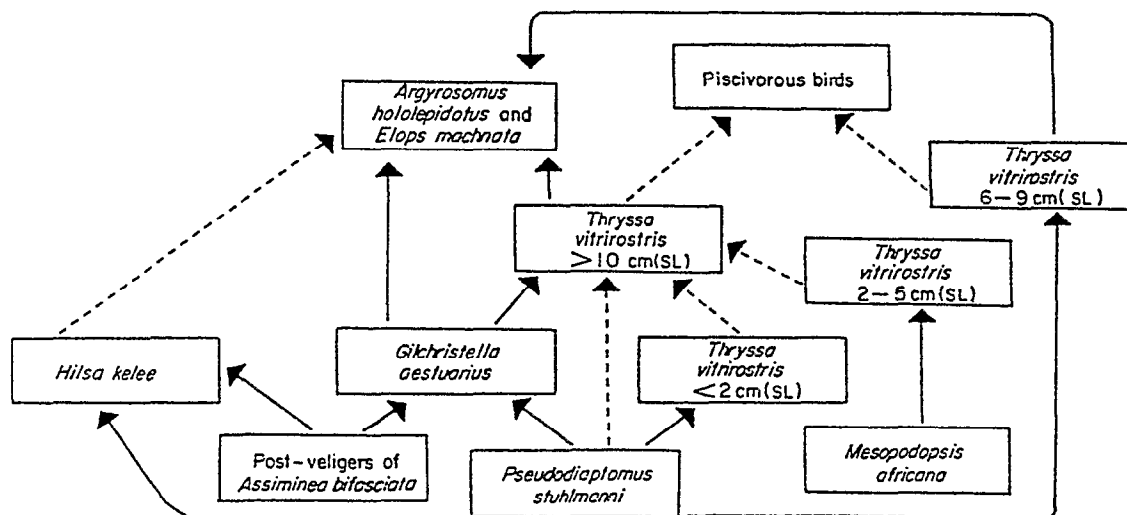 Argyrosomus
hololepidotus and
Elops machnata
Piscivorous birds
Thryssa
vitrirostris
6-9 cm(SL)
Thryssa
vitrirostris
>10 cm(SL)
Thryssa
vitrirostris
2-5 cm(SL)
Hilsa kelee
Gilchristella
aestuarius
Thryssa
vitrirostris
<2 cm(SL)
Post-veligers of
Assiminea bifasciata
Pseudodiaptomus
stuhlmanni
Mesopodopsis
africana